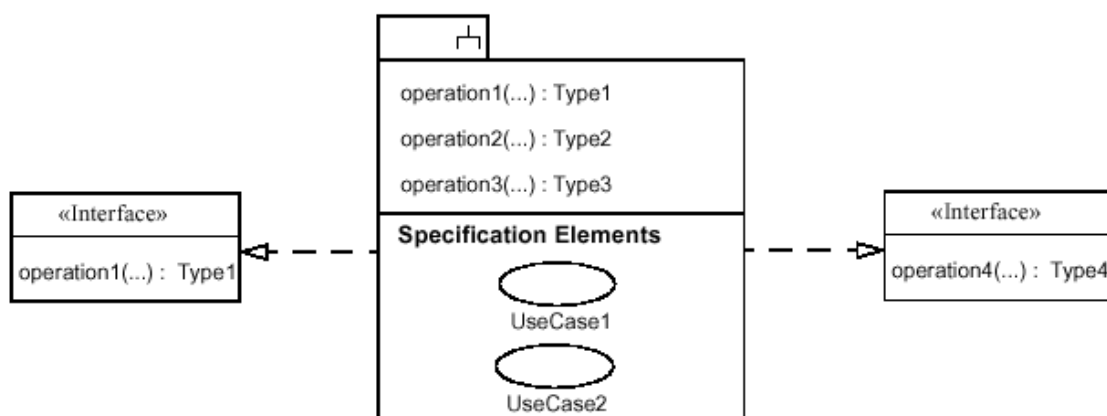 operation1(...) : Type1
operation2(...) : Type2
operation3(...) : Type3
«Interface»
operation1(...) : Type1
Specification Elements
UseCase1
UseCase2
«Interface»
operation4(...) : Type4